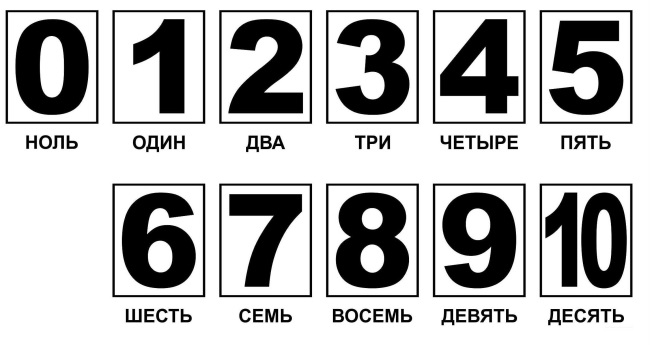 0 1 2 3 4 5
НОЛЬ ОДИН ДВА ТРИ ЧЕТЫРЕ ПЯТЬ
6 7 8 9 10
ШЕСТЬ СЕМЬ ВОСЕМЬ ДЕВЯТЬ ДЕСЯТЬ